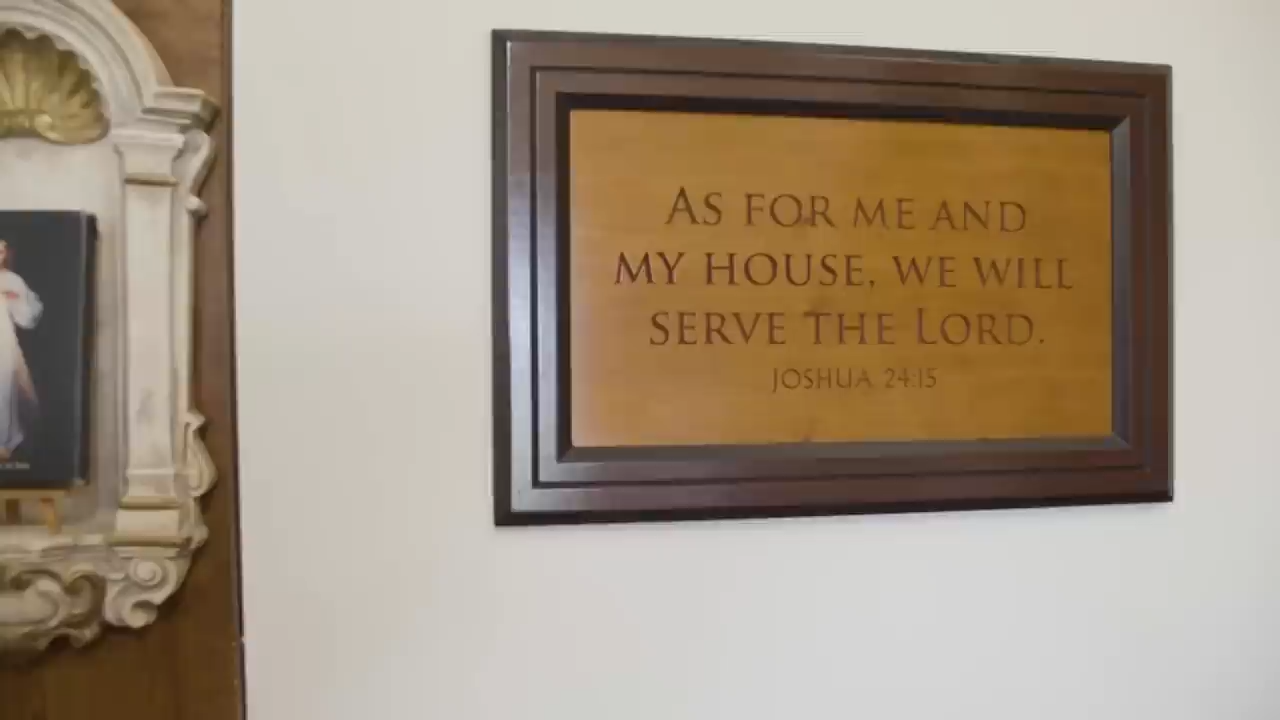 AS FOR ME AND
MY HOUSE, WE WILL
SERVE THE LORD.
JOSHUA 24:15